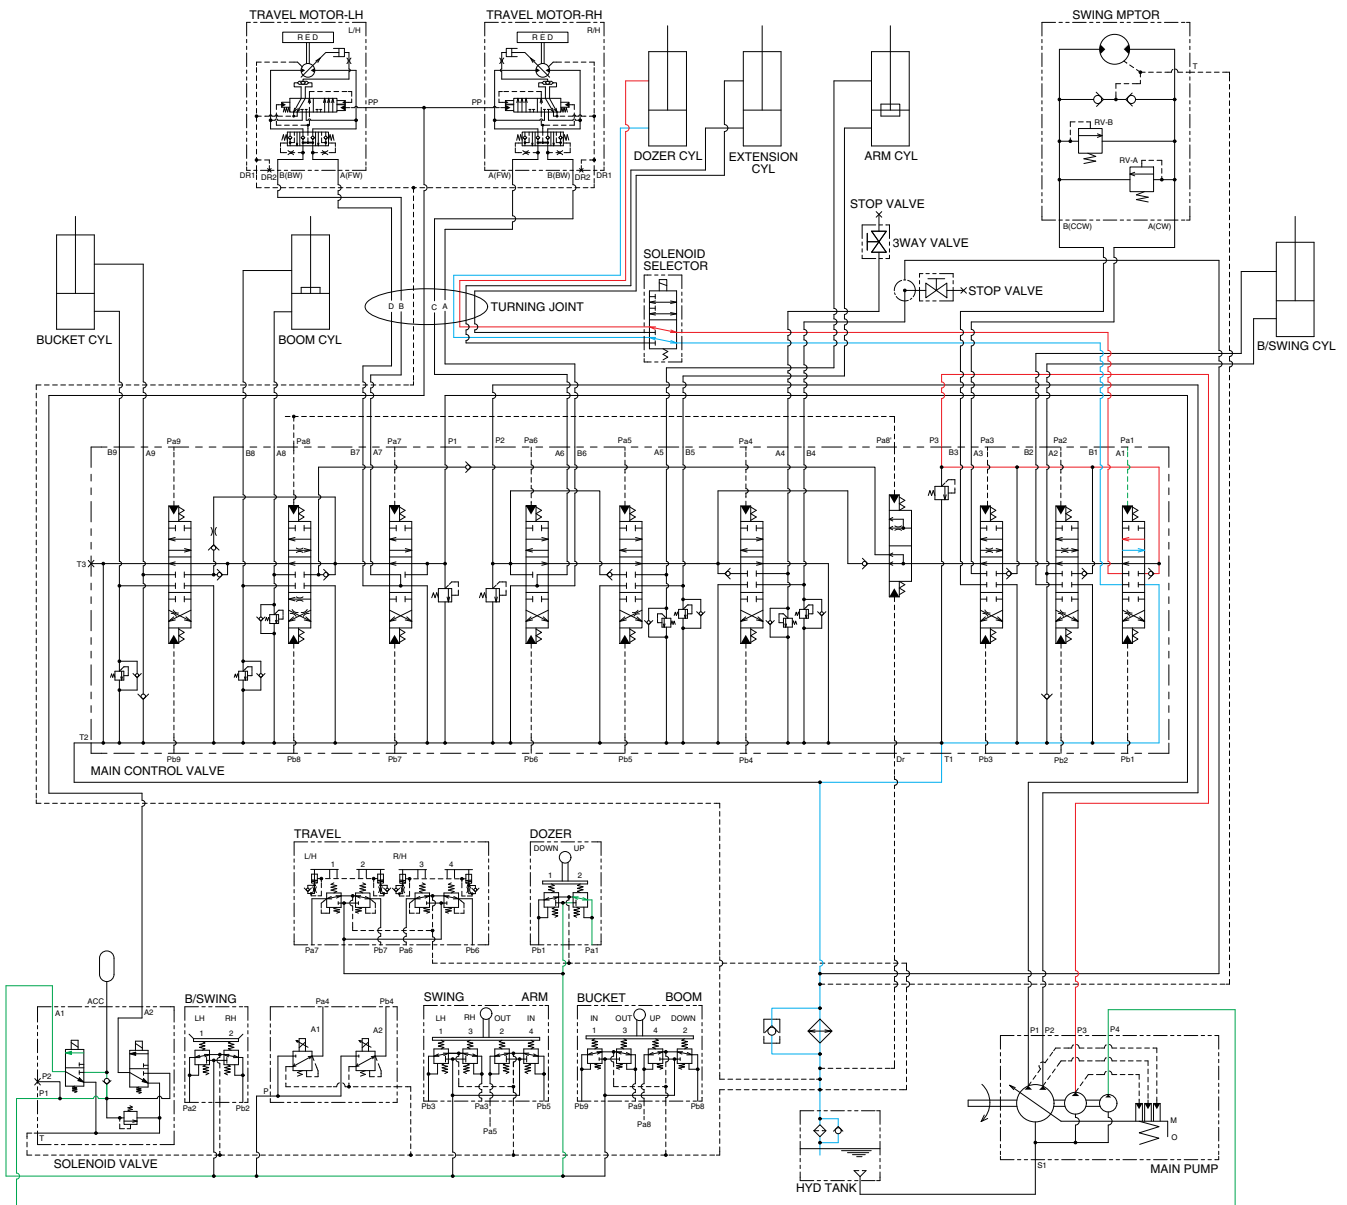 TRAVEL MOTOR-LH
TRAVEL MOTOR-RH
SWING MPTOR
L/H
R/H
RED
RED
T
PP
PP
RV-B
RV-A
DOZER CYL
EXTENSION
CYL
ARM CYL
DR1
DR2
B(BW)
A(FW)
A(FW)
B(BW)
DR2
DR1
STOP VALVE
3WAY VALVE
B(CCW)
A(CW)
SOLENOID
SELECTOR
STOP VALVE
D
B
C
A
TURNING JOINT
BUCKET CYL
BOOM CYL
B/SWING CYL
Pa9
Pa8
Pa7
P1
P2
Pa6
Pa5
Pa4
Pa8'
P3
Pa3
Pa2
Pa1
B9
A9
B8
A8
B7
A7
A6
B6
A5
B5
A4
B4
B3
A3
B2
A2
B1
A1
T3
T2
Pb9
Pb8
Pb7
Pb6
Pb5
Pb4
Dr
T1
Pb3
Pb2
Pb1
MAIN CONTROL VALVE
TRAVEL
DOZER
L/H
1
2
R/H
3
4
DOWN
UP
1
2
Pa7
Pb7
Pa6
Pb6
Pb1
Pa1
ACC
A1
A2
B/SWING
LH
RH
1
2
Pa4
Pb4
A1
A2
SWING
ARM
LH
RH
OUT
IN
1
3
2
4
BUCKET
BOOM
IN
OUT
UP
DOWN
1
3
4
2
P2
P1
T
Pa2
Pb2
P
Pb3
Pa3
Pa5
Pb5
Pb9
Pa9
Pa8
Pb8
SOLENOID VALVE
HYD TANK
P1
P2
P3
P4
M
O
S1
MAIN PUMP